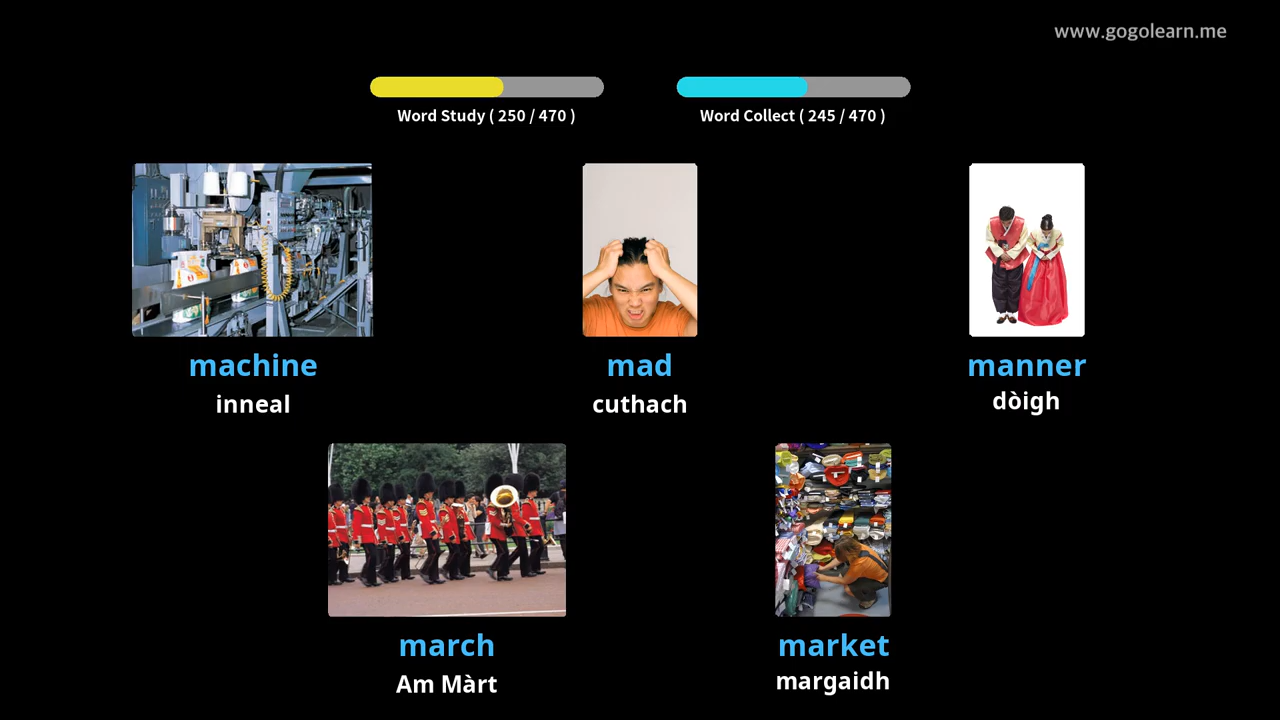 www.gogolearn.me
Word Study ( 250 / 470 )
Word Collect ( 245 / 470 )
machine
inneal
mad
cuthach
manner
dòigh
march
Am Màrt
market
margaidh